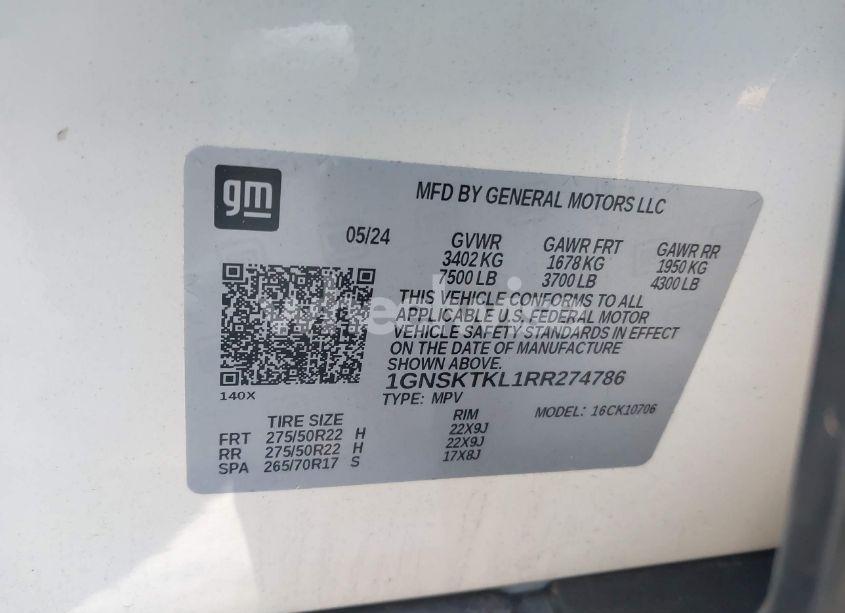 gm
MFD BY GENERAL MOTORS LLC
05/24 GVWR GAWR FRT GAWR RR
3402 KG 1678 KG 1950 KG
7500 LB 3700 LB 4300 LB
THIS VEHICLE CONFORMS TO ALL
APPLICABLE U.S. FEDERAL MOTOR
VEHICLE SAFETY STANDARDS IN EFFECT
ON THE DATE OF MANUFACTURE
SHOWN ABOVE.
1GNSKTKL1RR274786
140X
TYPE: MPV MODEL: 16CK10706
TIRE SIZE RIM
FRT 275/50R22 H 22X9J
RR 275/50R22 H 22X9J
SPA 265/70R17 S 17X8J